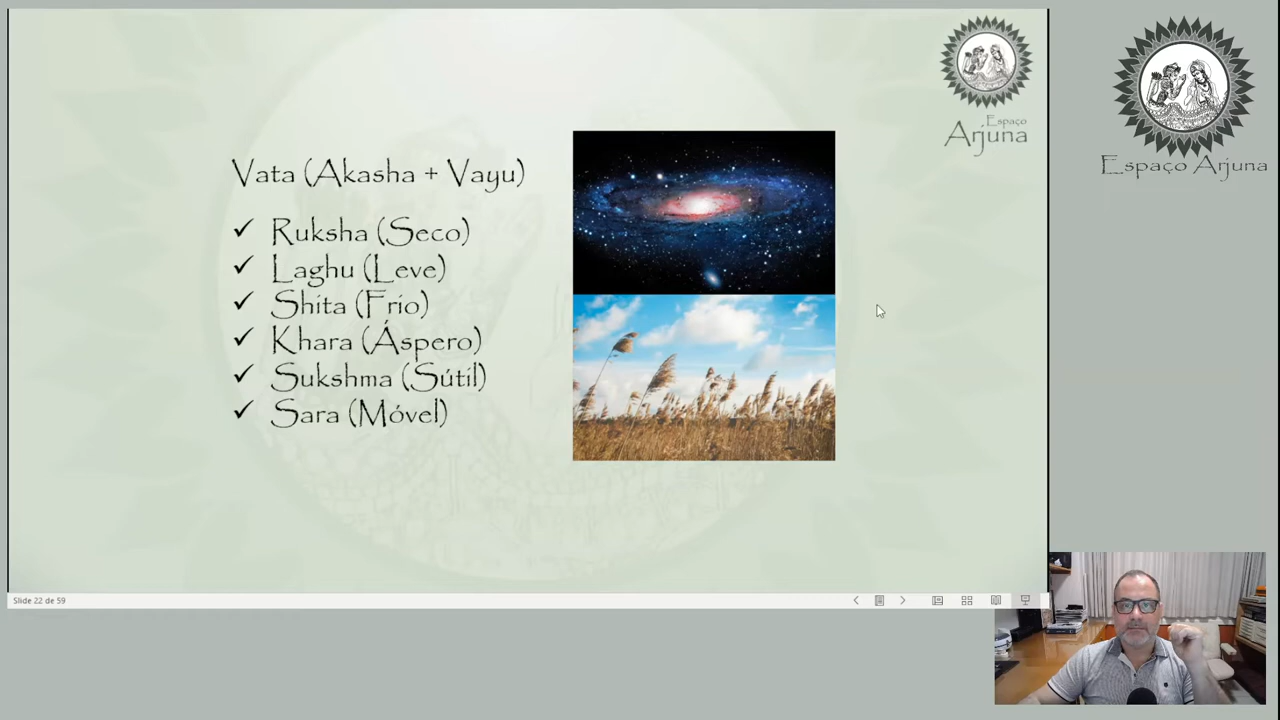 Vata (Akasha + Vayu)
✓ Ruksha (Seco)
✓ Laghu (Leve)
✓ Shita (Frio)
✓ Khara (Áspero)
✓ Sukshma (Sútil)
✓ Sara (Móvel)
Espaço
Arjuna
Espaço Arjuna
Slide 22 de 59